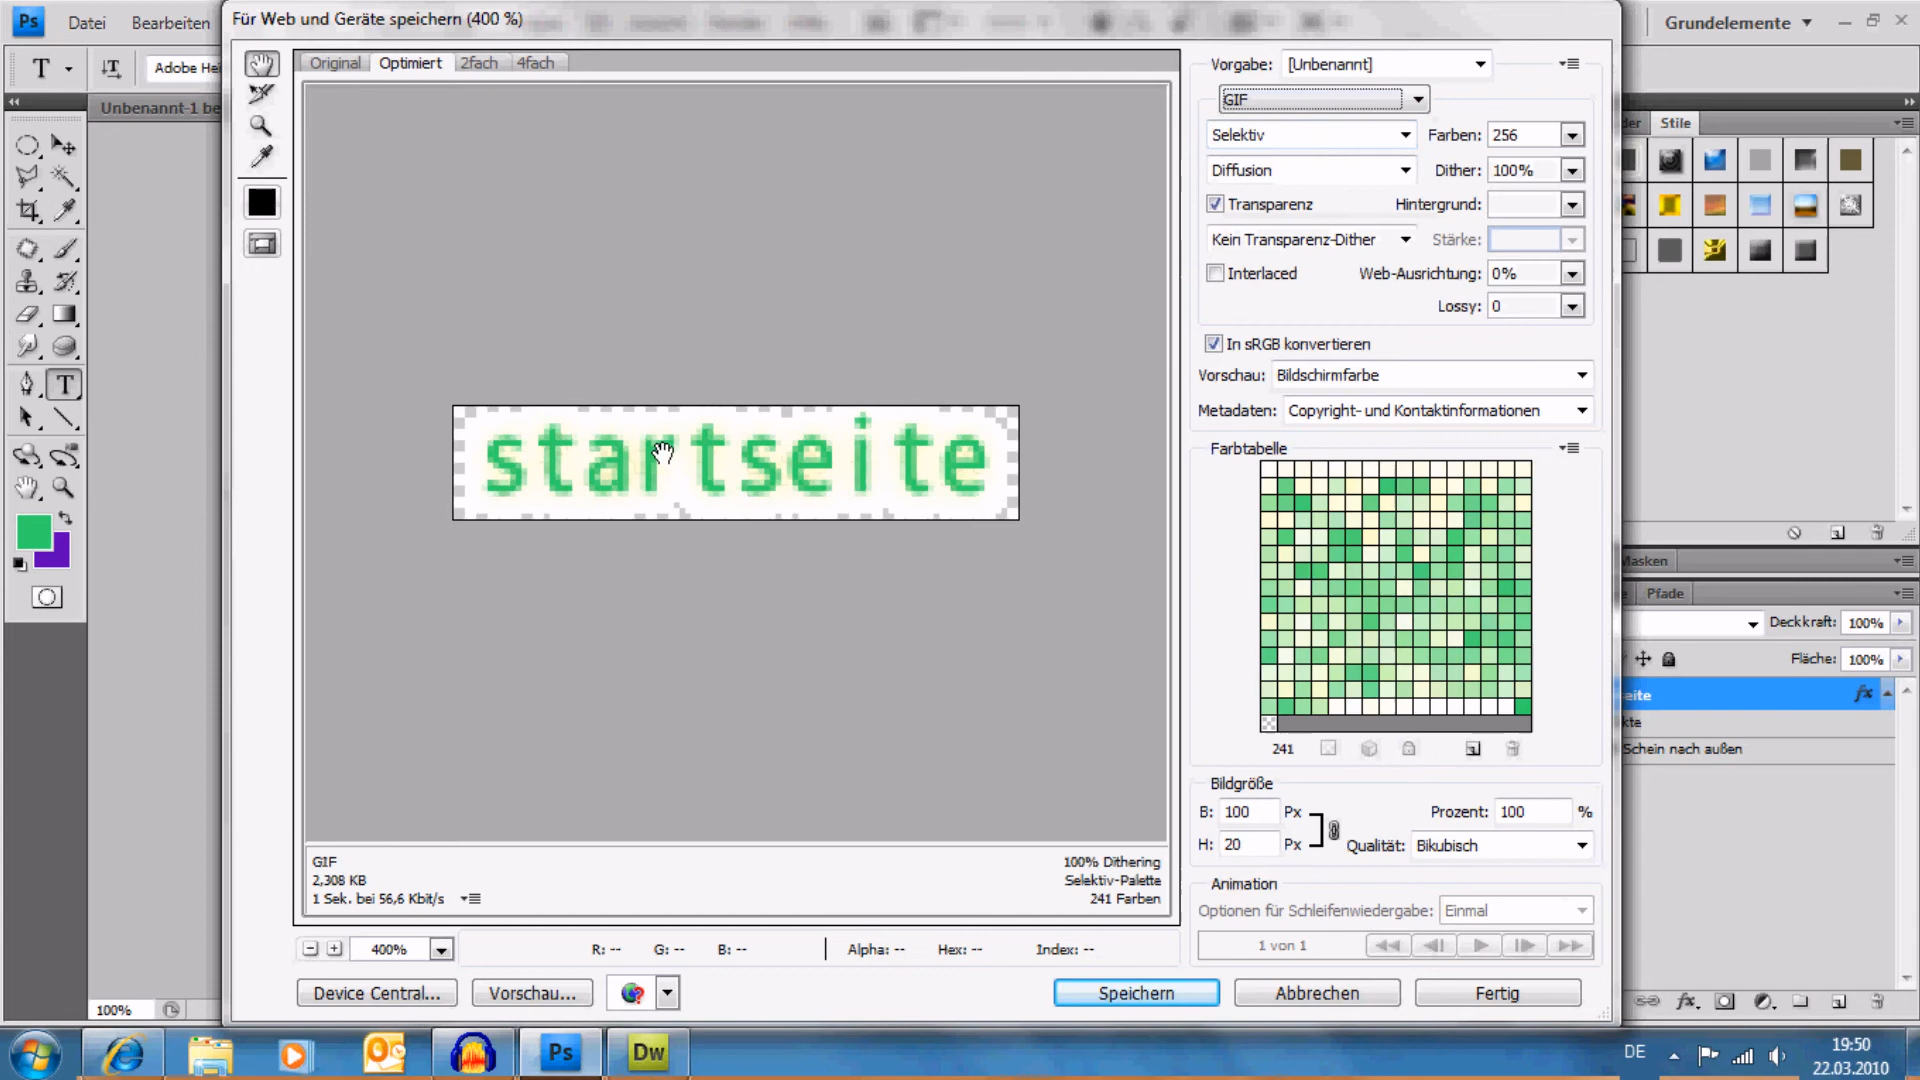 Für Web und Geräte speichern (400 %)
Ps Datei Bearbeiten
Grundelemente
T Adobe Hei
Unbenannt-1 be
Original Optimiert 2fach 4fach
Vorgabe: [Unbenannt]
GIF
Selektiv Farben: 256
Diffusion Dither: 100%
Transparenz Hintergrund:
Kein Transparenz-Dither Stärke:
Interlaced Web-Ausrichtung: 0%
Lossy: 0
In sRGB konvertieren
Vorschau: Bildschirmfarbe
Metadaten: Copyright- und Kontaktinformationen
Farbtabelle
241
startseite
Bildgröße
B: 100 Px Prozent: 100 %
H: 20 Px Qualität: Bikubisch
Animation
Optionen für Schleifenwiedergabe: Einmal
1 von 1
GIF
2,308 KB
1 Sek. bei 56,6 Kbit/s
100% Dithering
Selektiv-Palette
241 Farben
400% R: -- G: -- B: -- Alpha: -- Hex: -- Index: --
Device Central... Vorschau... Speichern Abbrechen Fertig
Stile
Masken
Pfade
Deckkraft: 100%
Fläche: 100%
eite fx
kte
Schein nach außen
fx
100%
Ps Dw
DE
19:50
22.03.2010